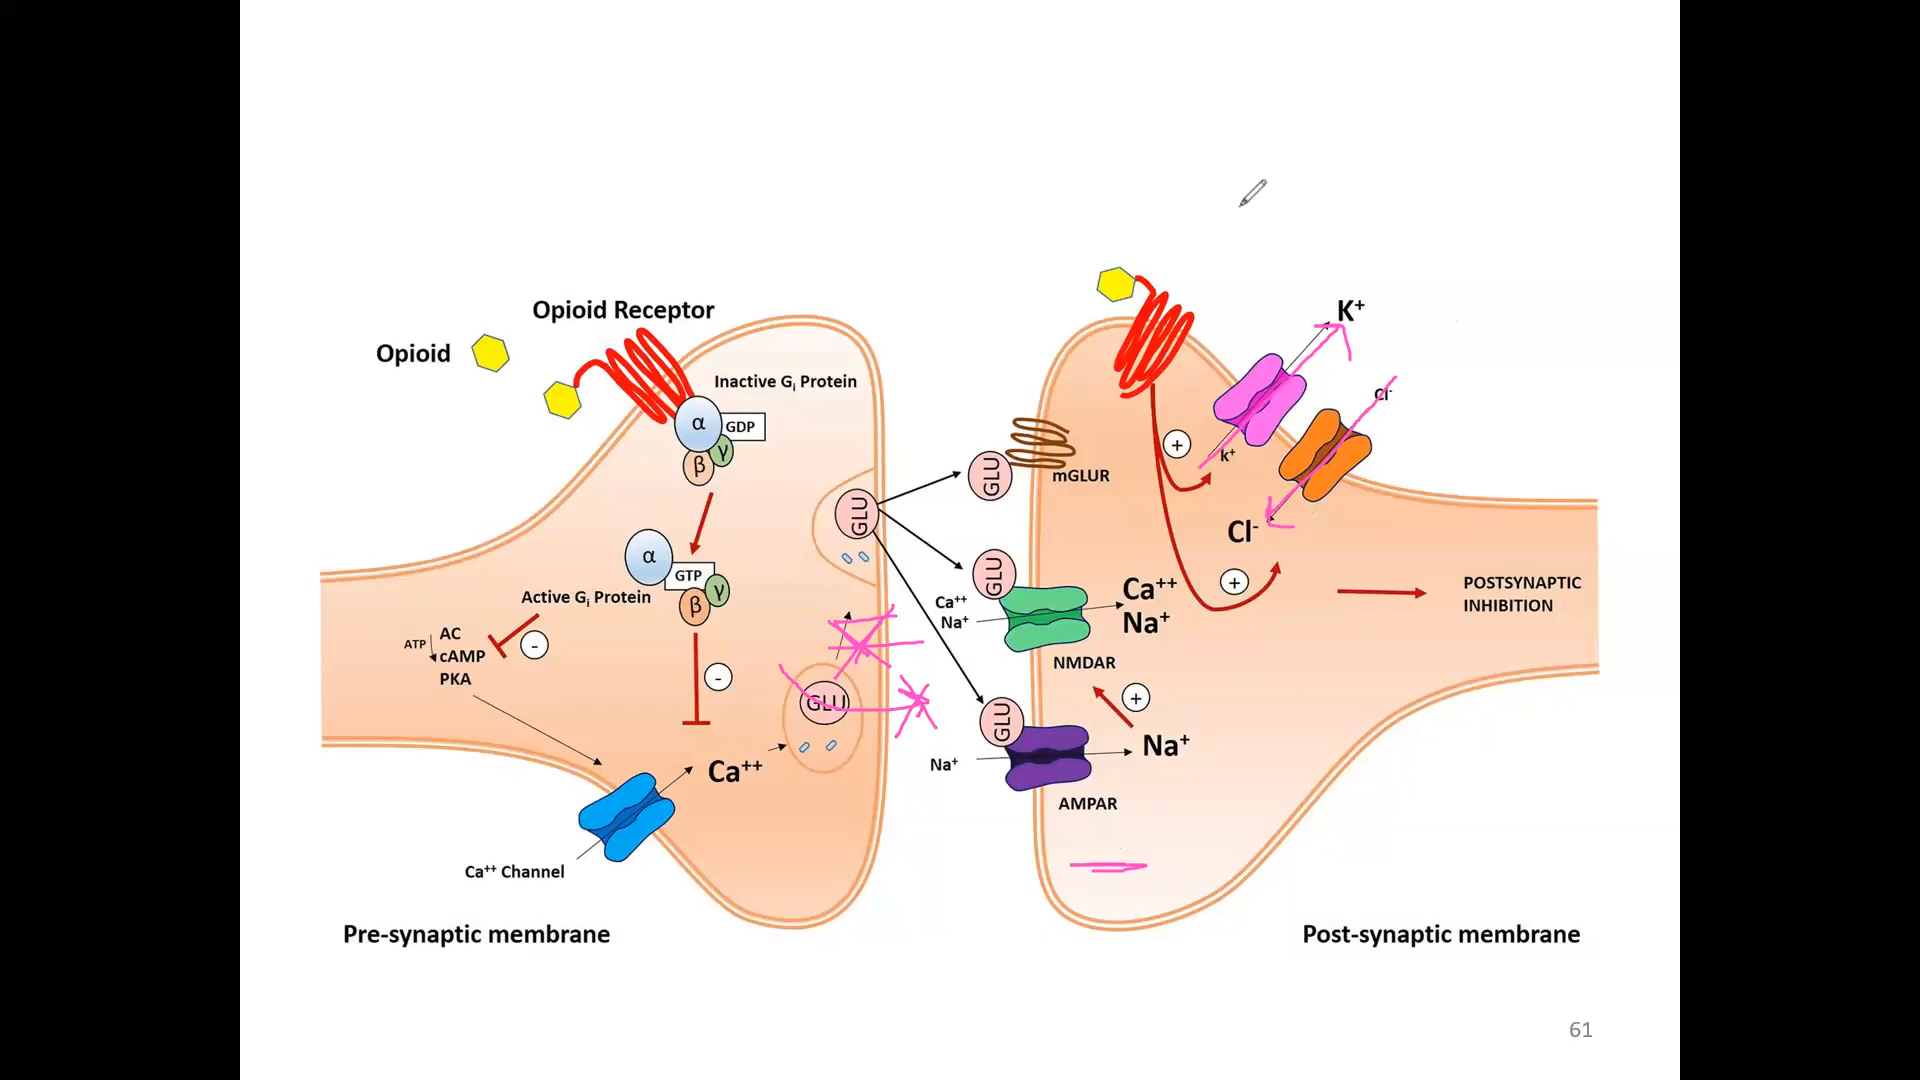 Opioid Receptor
Opioid
Inactive Gi Protein
α
GDP
β
γ
α
GTP
β
γ
Active Gi Protein
ATP
AC
cAMP
PKA
-
-
GLU
GLU
Ca++
Ca++ Channel
Pre-synaptic membrane
K+
Cl-
+
k+
GLU
mGLUR
Cl-
GLU
Ca++
Na+
Ca++
Na+
+
NMDAR
POSTSYNAPTIC
INHIBITION
+
GLU
Na+
Na+
AMPAR
Post-synaptic membrane
61